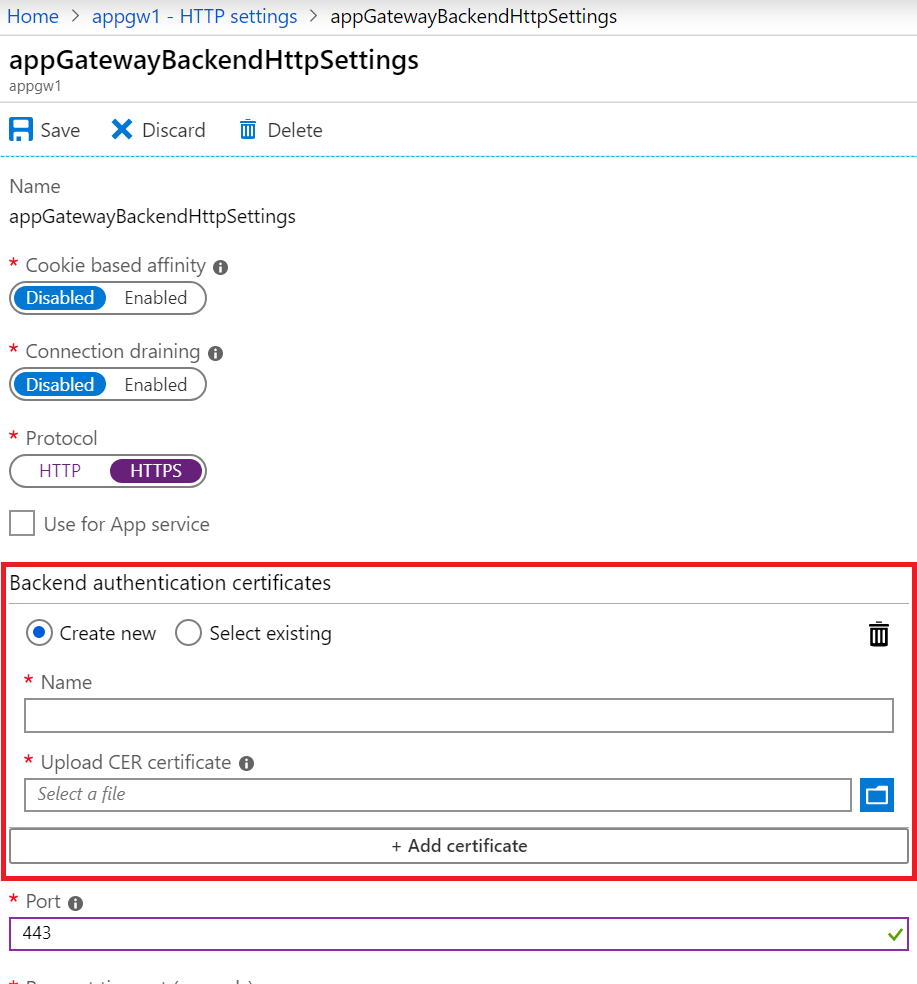 Home > appgw1 - HTTP settings > appGatewayBackendHttpSettings
appGatewayBackendHttpSettings
appgw1
Save Discard Delete
Name
appGatewayBackendHttpSettings
* Cookie based affinity
Disabled Enabled
* Connection draining
Disabled Enabled
* Protocol
HTTP HTTPS
Use for App service
Backend authentication certificates
Create new Select existing
* Name
* Upload CER certificate
Select a file
+ Add certificate
* Port
443